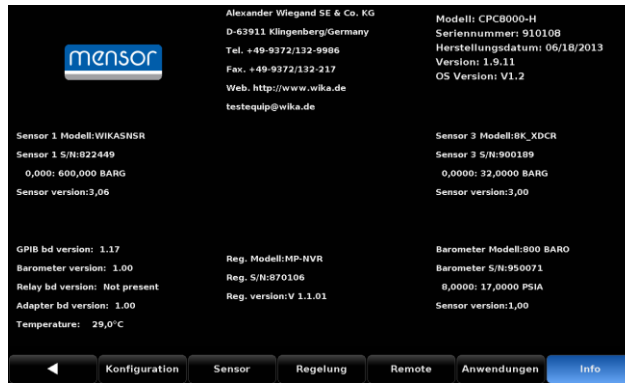 mensor
Alexander Wiegand SE & Co. KG
D-63911 Klingenberg/Germany
Tel. +49-9372/132-9986
Fax. +49-9372/132-217
Web. http://www.wika.de
testequip@wika.de
Modell: CPC8000-H
Seriennummer: 910108
Herstellungsdatum: 06/18/2013
Version: 1.9.11
OS Version: V1.2
Sensor 1 Modell:WIKASNSR
Sensor 1 S/N:822449
0,000: 600,000 BARG
Sensor version:3,06
Sensor 3 Modell:8K_XDCR
Sensor 3 S/N:900189
0,0000: 32,0000 BARG
Sensor version:3,00
GPIB bd version: 1.17
Barometer version: 1.00
Relay bd version: Not present
Adapter bd version: 1.00
Temperature: 29,0°C
Reg. Modell:MP-NVR
Reg. S/N:870106
Reg. version:V 1.1.01
Barometer Modell:800 BARO
Barometer S/N:950071
8,0000: 17,0000 PSIA
Sensor version:1,00
Konfiguration Sensor Regelung Remote Anwendungen Info